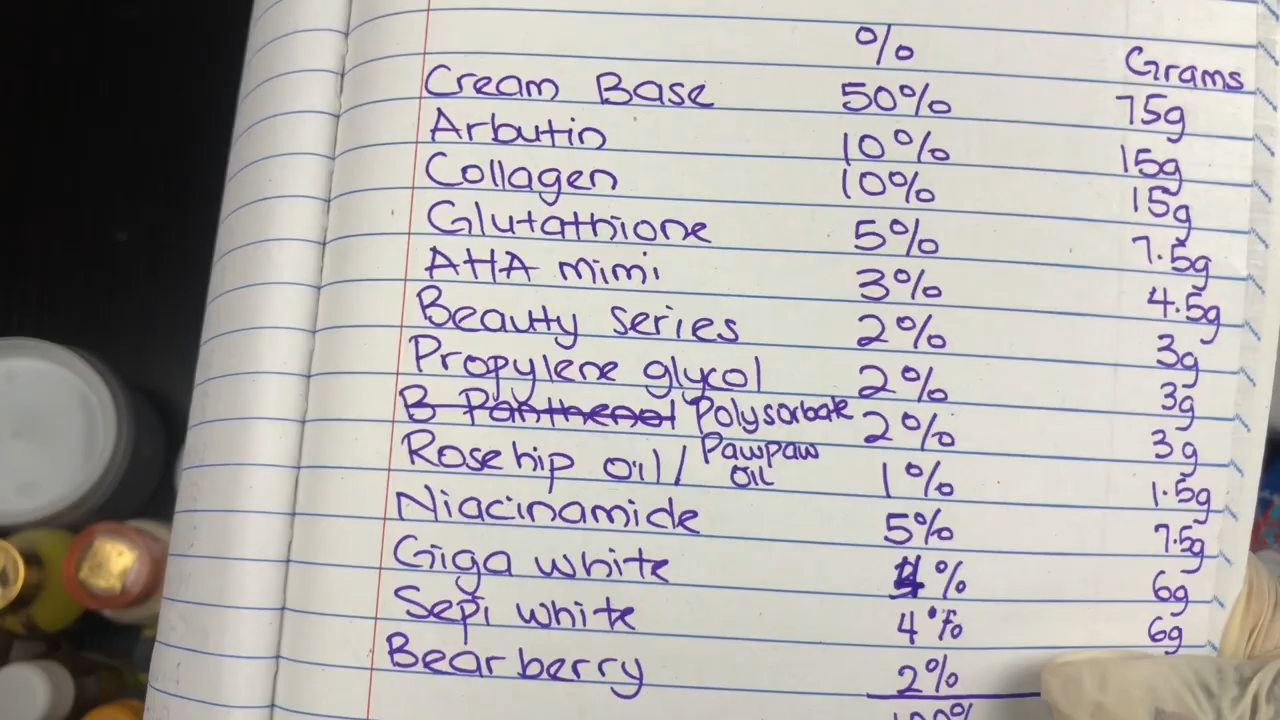 % Grams
Cream Base 50% 75g
Arbutin 10% 15g
Collagen 10% 15g
Glutathione 5% 7.5g
AHA mimi 3% 4.5g
Beauty series 2% 3g
Propylene glycol 2% 3g
B Panthenol Polysorbate 2% 3g
Rosehip oil / Pawpaw oil 1% 1.5g
Niacinamide 5% 7.5g
Giga white 4% 6g
Sepi white 4% 6g
Bearberry 2%
100%